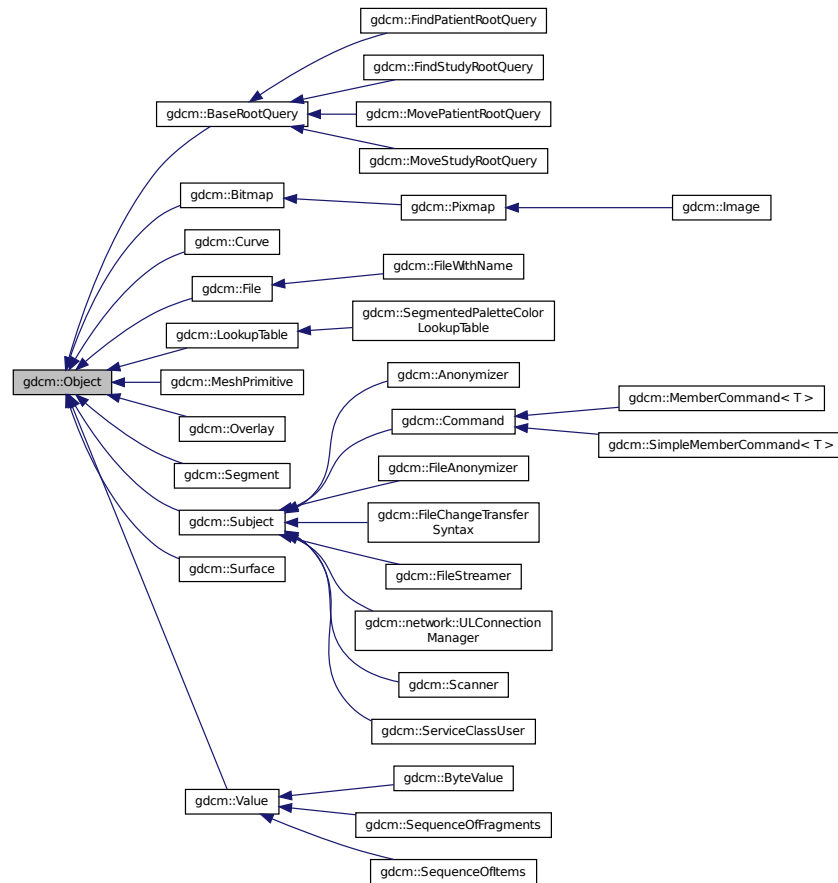 gdcm::FindPatientRootQuery
gdcm::FindStudyRootQuery
gdcm::BaseRootQuery
gdcm::MovePatientRootQuery
gdcm::MoveStudyRootQuery
gdcm::Bitmap
gdcm::Pixmap
gdcm::Image
gdcm::Curve
gdcm::FileWithName
gdcm::File
gdcm::SegmentedPaletteColor
LookupTable
gdcm::LookupTable
gdcm::Object
gdcm::MeshPrimitive
gdcm::Anonymizer
gdcm::MemberCommand< T >
gdcm::Command
gdcm::Overlay
gdcm::SimpleMemberCommand< T >
gdcm::Segment
gdcm::FileAnonymizer
gdcm::Subject
gdcm::FileChangeTransfer
Syntax
gdcm::Surface
gdcm::FileStreamer
gdcm::network::ULConnection
Manager
gdcm::Scanner
gdcm::ServiceClassUser
gdcm::ByteValue
gdcm::Value
gdcm::SequenceOfFragments
gdcm::SequenceOfItems